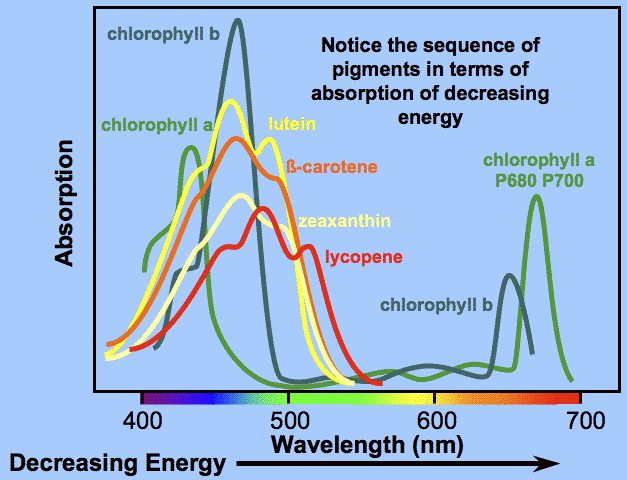 chlorophyll b
Notice the sequence of
pigments in terms of
absorption of decreasing
energy
chlorophyll a
lutein
ß-carotene
chlorophyll a
P680 P700
zeaxanthin
lycopene
chlorophyll b
Absorption
400 500 600 700
Wavelength (nm)
Decreasing Energy